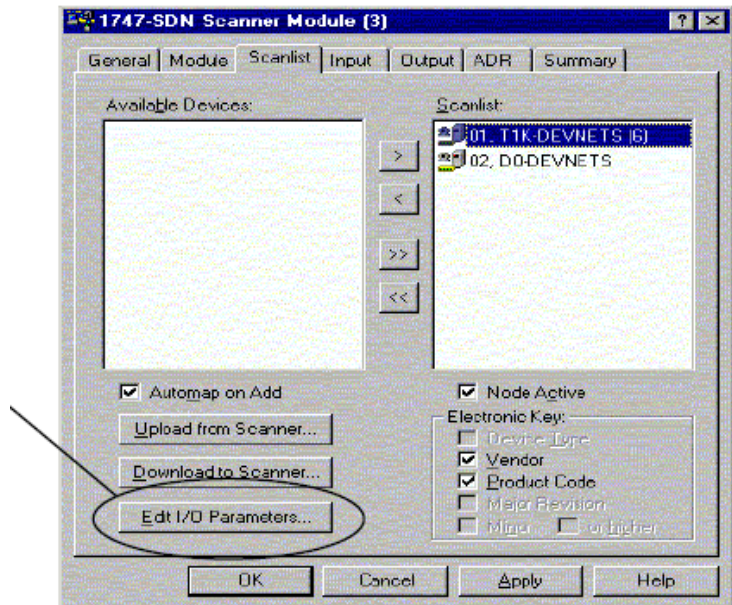 1747-SDN Scanner Module (3)
? ×
General Module Scanlist Input Output ADR Summary
Available Devices:
Scanlist:
01, T1K-DEVNETS (6)
02, D0-DEVNETS
>
<
>>
<<
Automap on Add
Node Active
Upload from Scanner...
Electronic Key:
Device Type
Vendor
Download to Scanner...
Product Code
Major Revision
Edit I/O Parameters...
Minor or higher
OK Cancel Apply Help